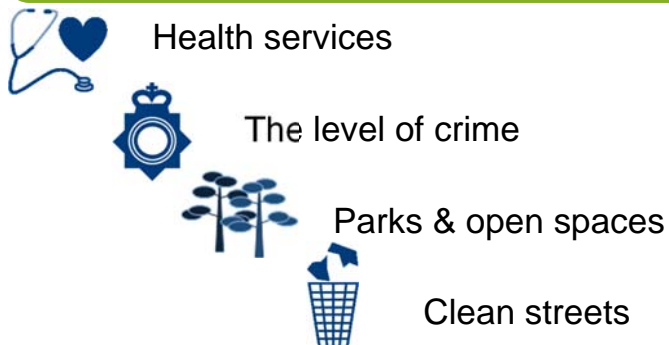 Health services
The level of crime
Parks & open spaces
Clean streets